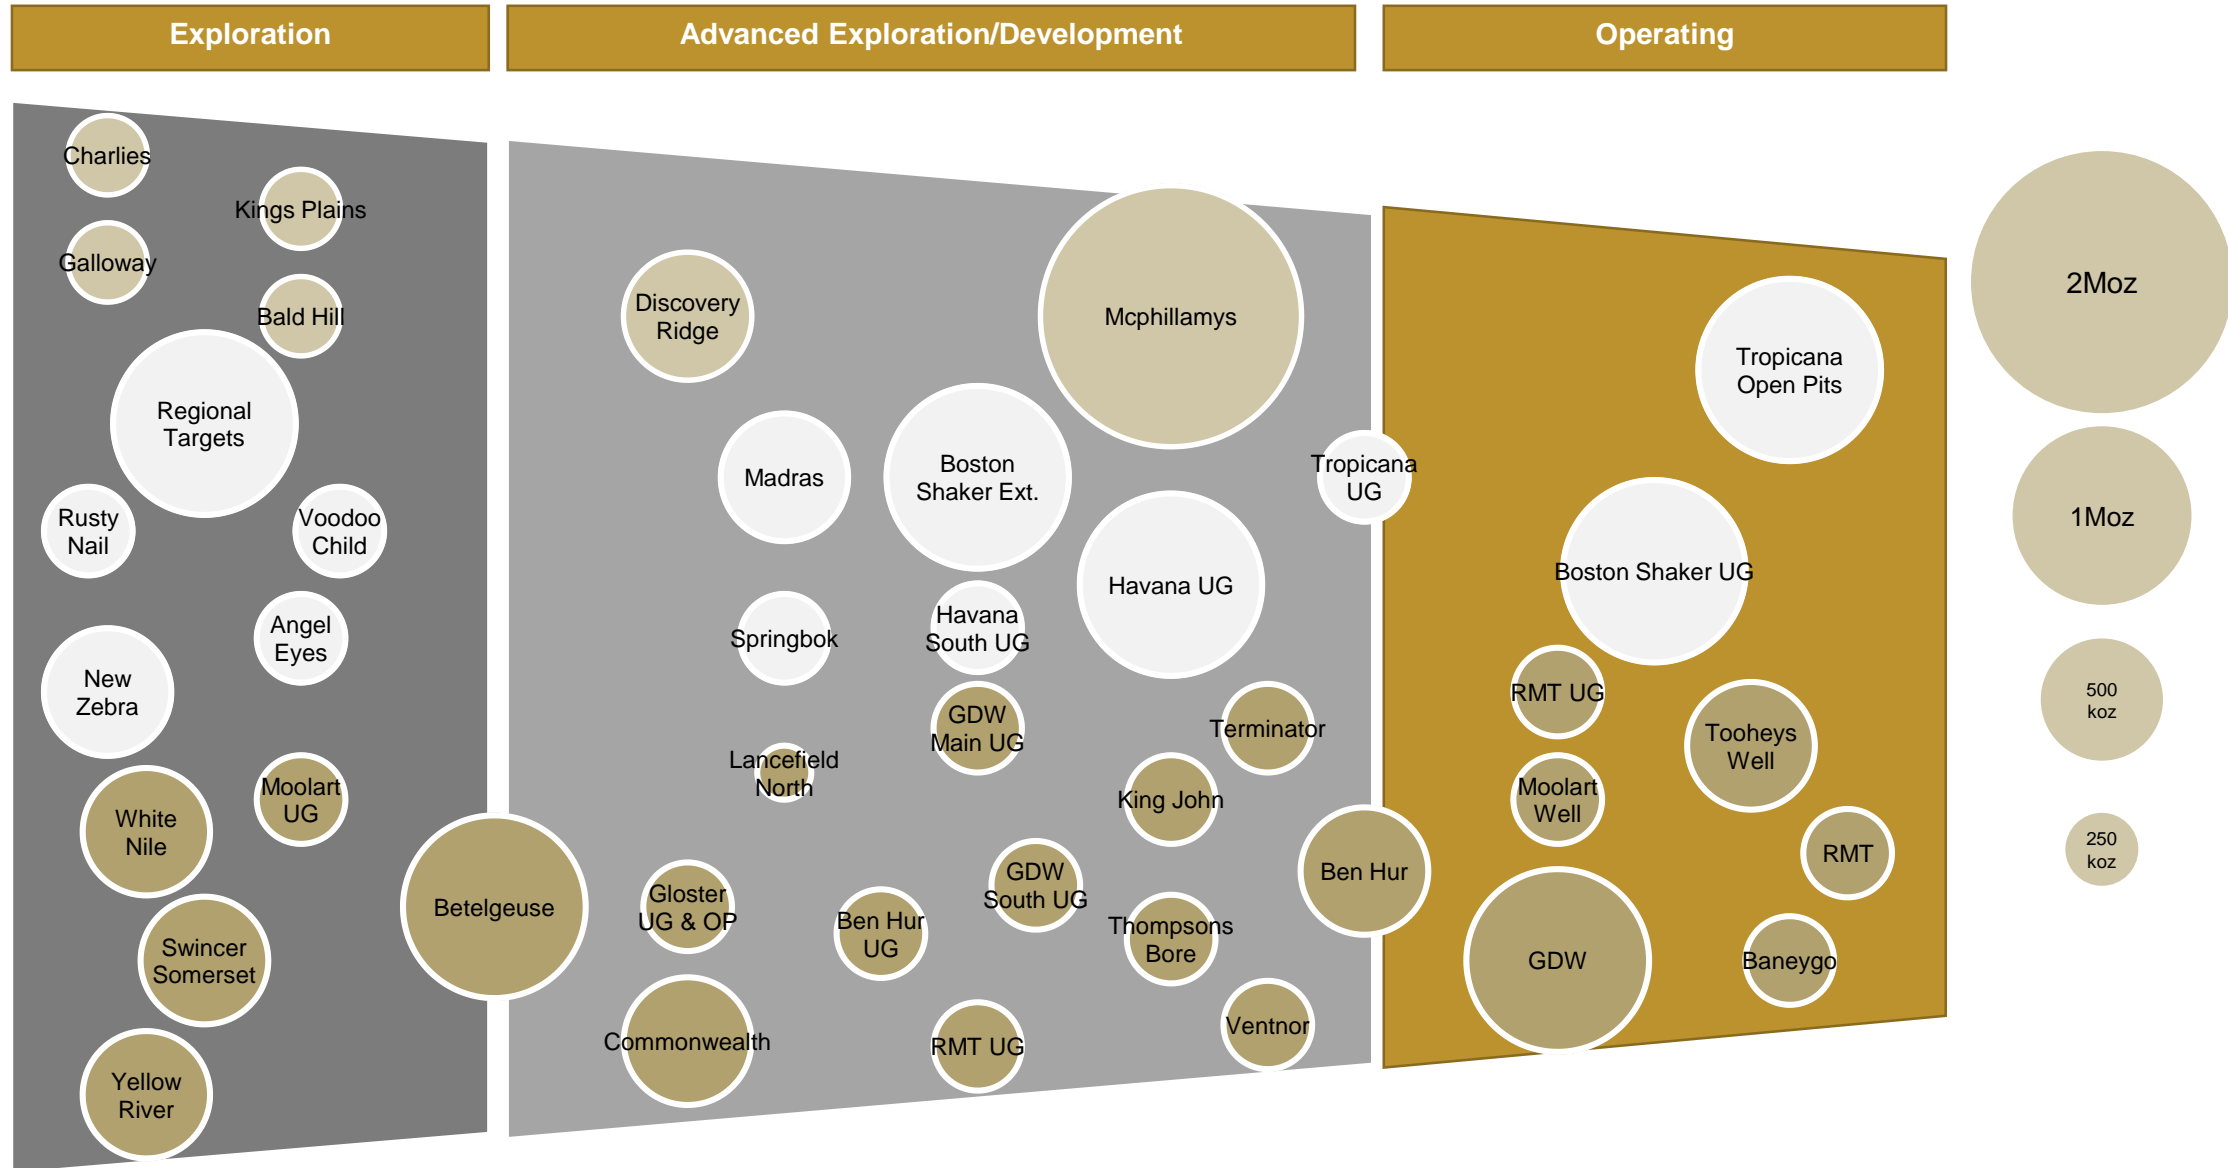 Exploration
Advanced Exploration/Development
Operating
Charlies
Kings Plains
Galloway
Bald Hill
Regional
Targets
Rusty
Nail
Voodoo
Child
Angel
Eyes
New
Zebra
Moolart
UG
White
Nile
Swincer
Somerset
Yellow
River
Betelgeuse
Discovery
Ridge
Mcphillamys
Madras
Boston
Shaker Ext.
Havana UG
Springbok
Havana
South UG
GDW
Main UG
Terminator
Lancefield
North
King John
Gloster
UG & OP
Ben Hur
UG
GDW
South UG
Thompsons
Bore
Commonwealth
RMT UG
Ventnor
Tropicana
UG
Ben Hur
Tropicana
Open Pits
Boston Shaker UG
RMT UG
Tooheys
Well
Moolart
Well
RMT
GDW
Baneygo
2Moz
1Moz
500
koz
250
koz